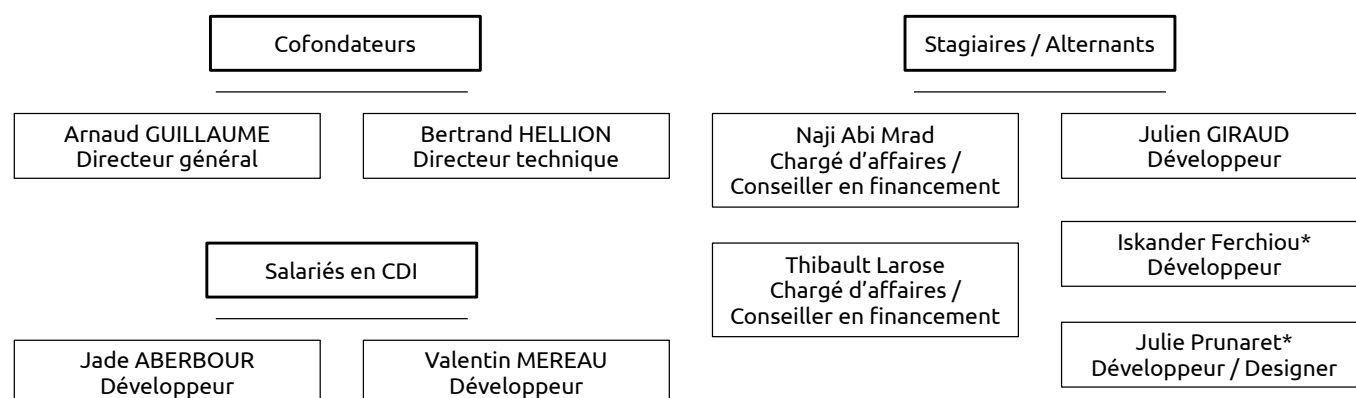 Cofondateurs
Arnaud GUILLAUME
Directeur général
Bertrand HELLION
Directeur technique
Salariés en CDI
Jade ABERBOUR
Développeur
Valentin MEREAU
Développeur
Stagiaires / Alternants
Naji Abi Mrad
Chargé d’affaires /
Conseiller en financement
Thibault Larose
Chargé d’affaires /
Conseiller en financement
Julien GIRAUD
Développeur
Iskander Ferchiou*
Développeur
Julie Prunaret*
Développeur / Designer